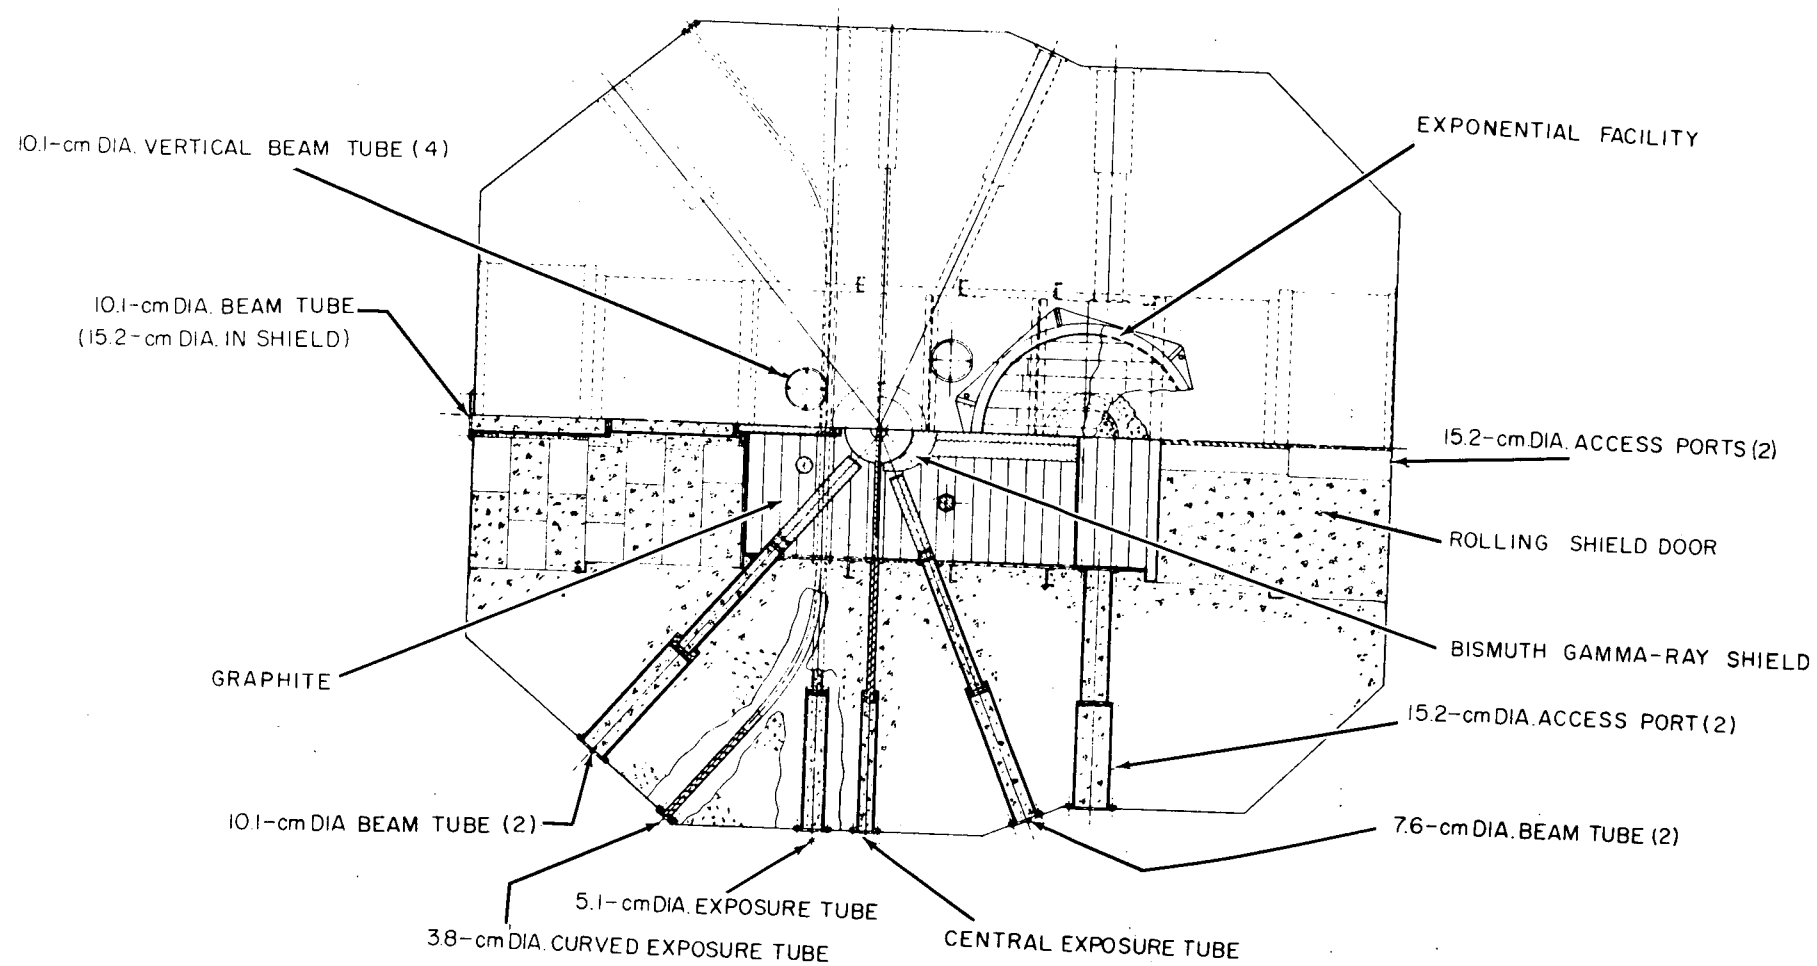 10.1-cm DIA. VERTICAL BEAM TUBE (4)
EXPONENTIAL FACILITY
10.1-cm DIA. BEAM TUBE
(15.2-cm DIA. IN SHIELD)
15.2-cm DIA. ACCESS PORTS (2)
ROLLING SHIELD DOOR
GRAPHITE
BISMUTH GAMMA-RAY SHIELD
15.2-cm DIA. ACCESS PORT (2)
10.1-cm DIA BEAM TUBE (2)
7.6-cm DIA. BEAM TUBE (2)
5.1-cm DIA. EXPOSURE TUBE
3.8-cm DIA. CURVED EXPOSURE TUBE
CENTRAL EXPOSURE TUBE